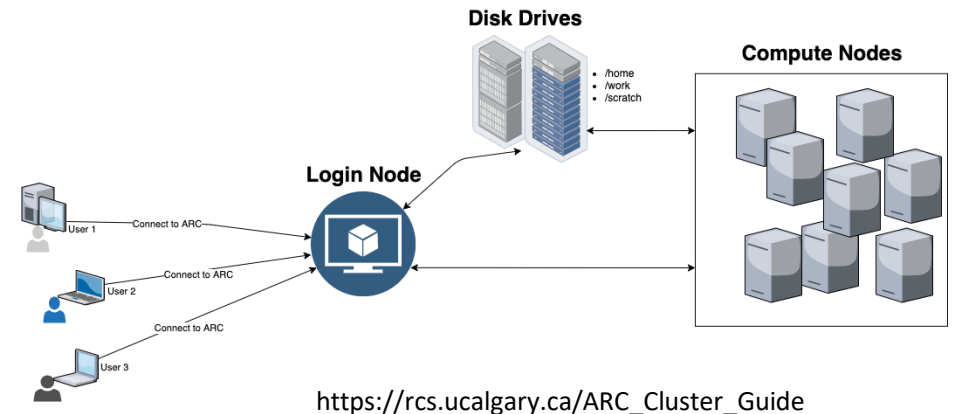 Disk Drives
• /home
• /work
• /scratch
Compute Nodes
Login Node
User 1
Connect to ARC
User 2
Connect to ARC
User 3
Connect to ARC
https://rcs.ucalgary.ca/ARC_Cluster_Guide